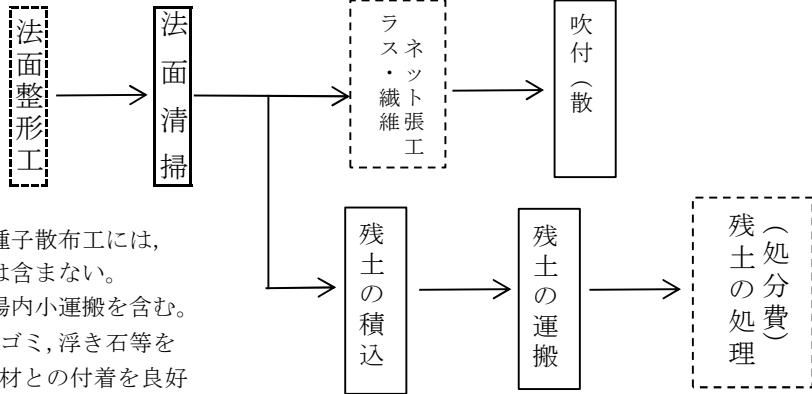 法面整形工
法面清掃
ラス・繊維
ネット張工
吹付（散
残土の積込
残土の運搬
残土の処理
（処分費）
種子散布工には,
は含まない。
場内小運搬を含む。
ゴミ,浮き石等を
材との付着を良好